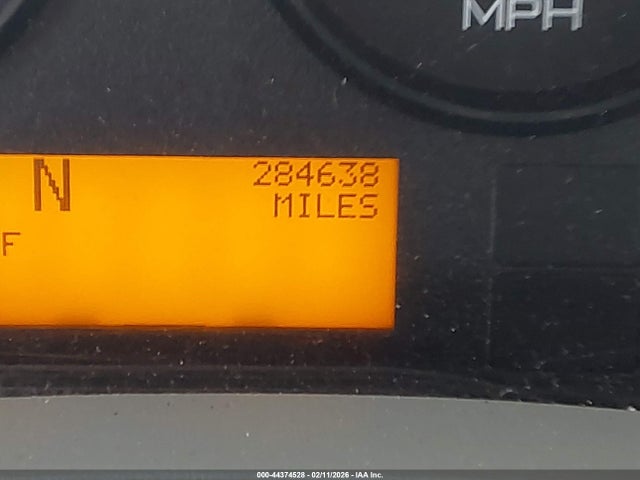 MPH
N
284638
MILES
F
000-44374528 - 02/11/2026 - IAA Inc.